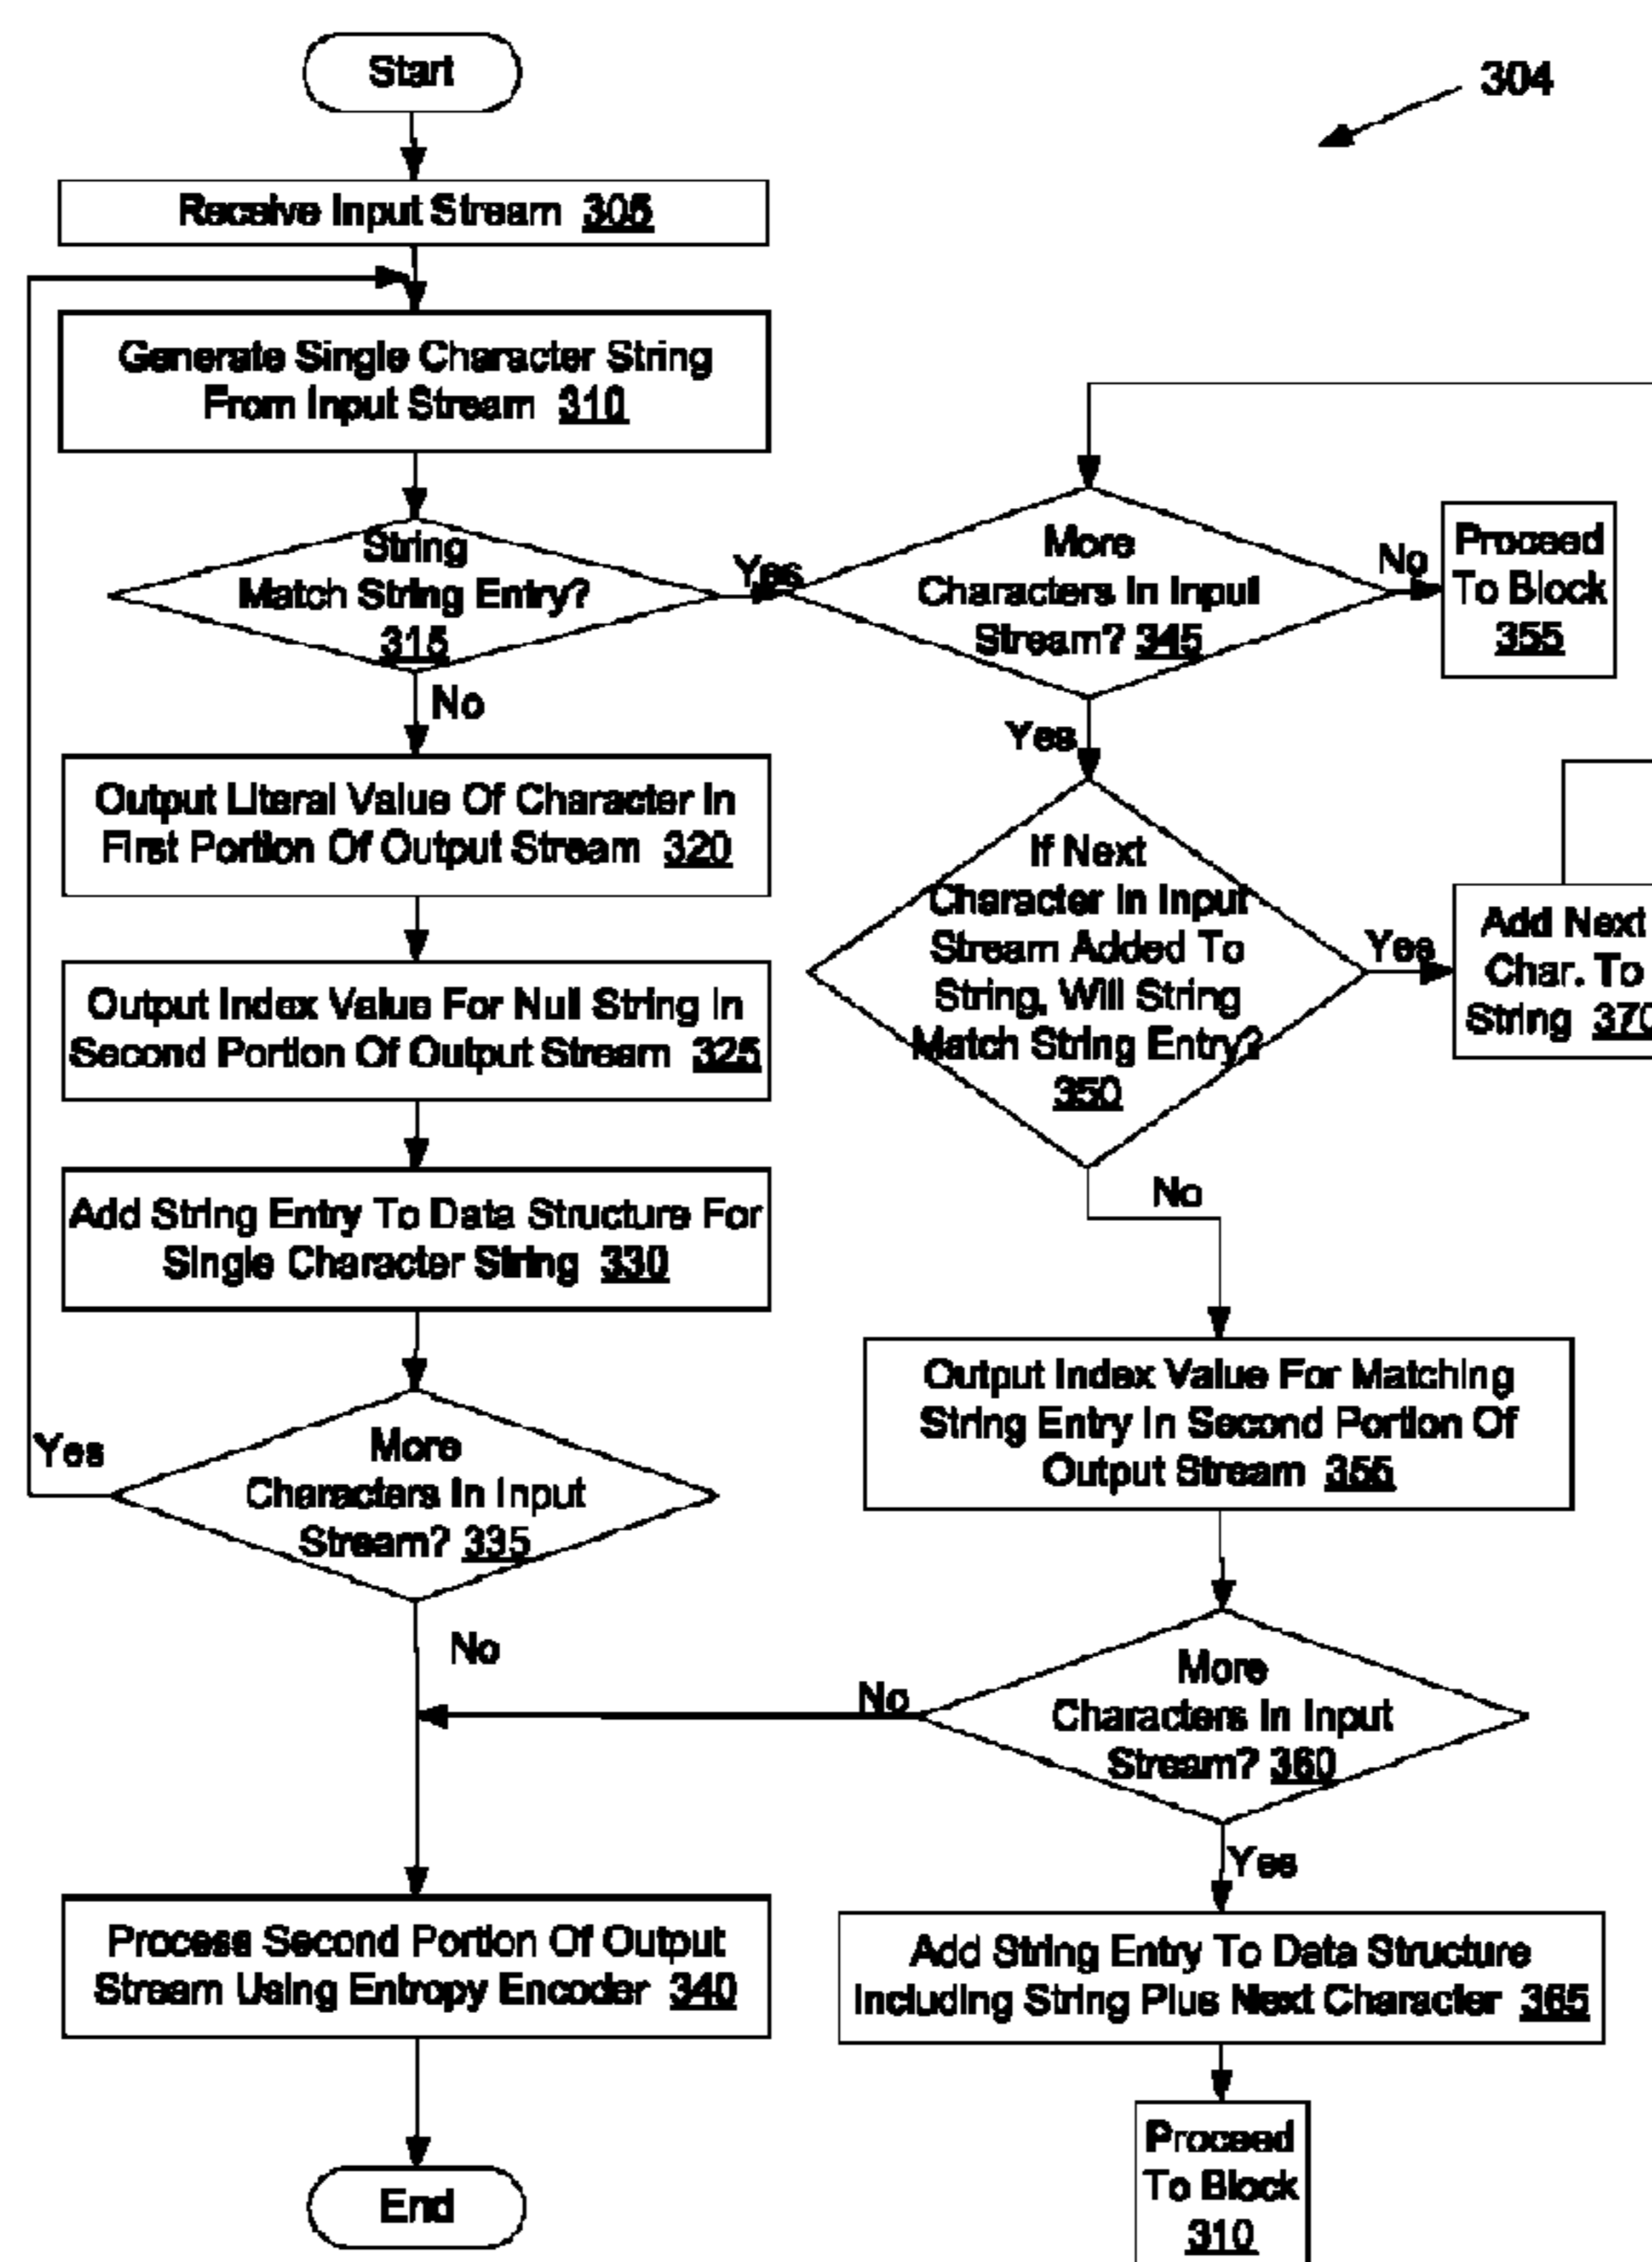 Start
304
Receive Input Stream 305
Generate Single Character String
From Input Stream 310
String
Match String Entry?
315
Yes
No
More
Characters In Input
Stream? 345
No
Proceed
To Block
355
Yes
Output Literal Value Of Character In
First Portion Of Output Stream 320
If Next
Character In Input
Stream Added To
String, Will String
Match String Entry?
350
Yes
Add Next
Char. To
String 370
No
Output Index Value For Null String In
Second Portion Of Output Stream 325
Add String Entry To Data Structure For
Single Character String 330
More
Characters In Input
Stream? 335
Yes
No
Output Index Value For Matching
String Entry In Second Portion Of
Output Stream 355
More
Characters In Input
Stream? 360
No
Yes
Process Second Portion Of Output
Stream Using Entropy Encoder 340
Add String Entry To Data Structure
Including String Plus Next Character 365
End
Proceed
To Block
310